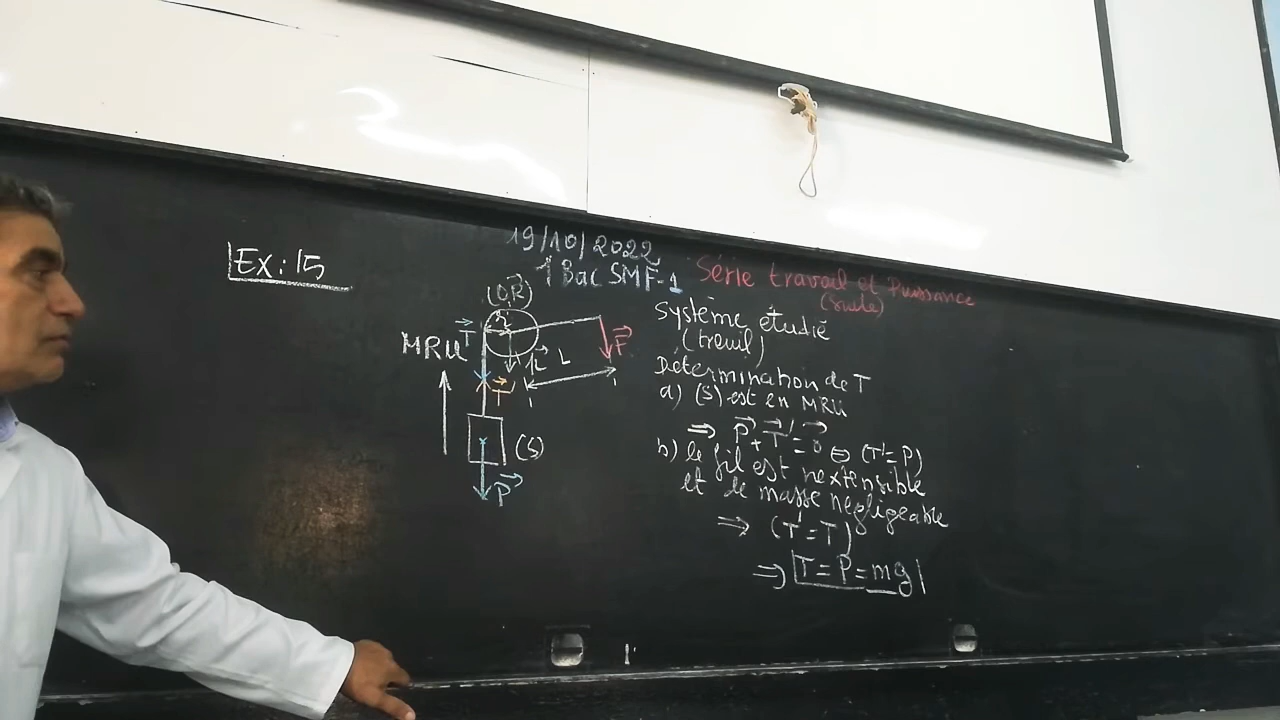 Ex: 15
19/10/2022
1 Bac SMF-1
Série travail et Puissance
(suite)
MRU
T
F
L
T'
(S)
P
Système étudié
(treuil)
Détermination de T
a) (S) est en MRU
⇒ P + T' = 0 ⇔ (T'=P)
b) le fil est inextensible
et de masse négligeable
⇒ (T'=T)
⇒ T = P = mg